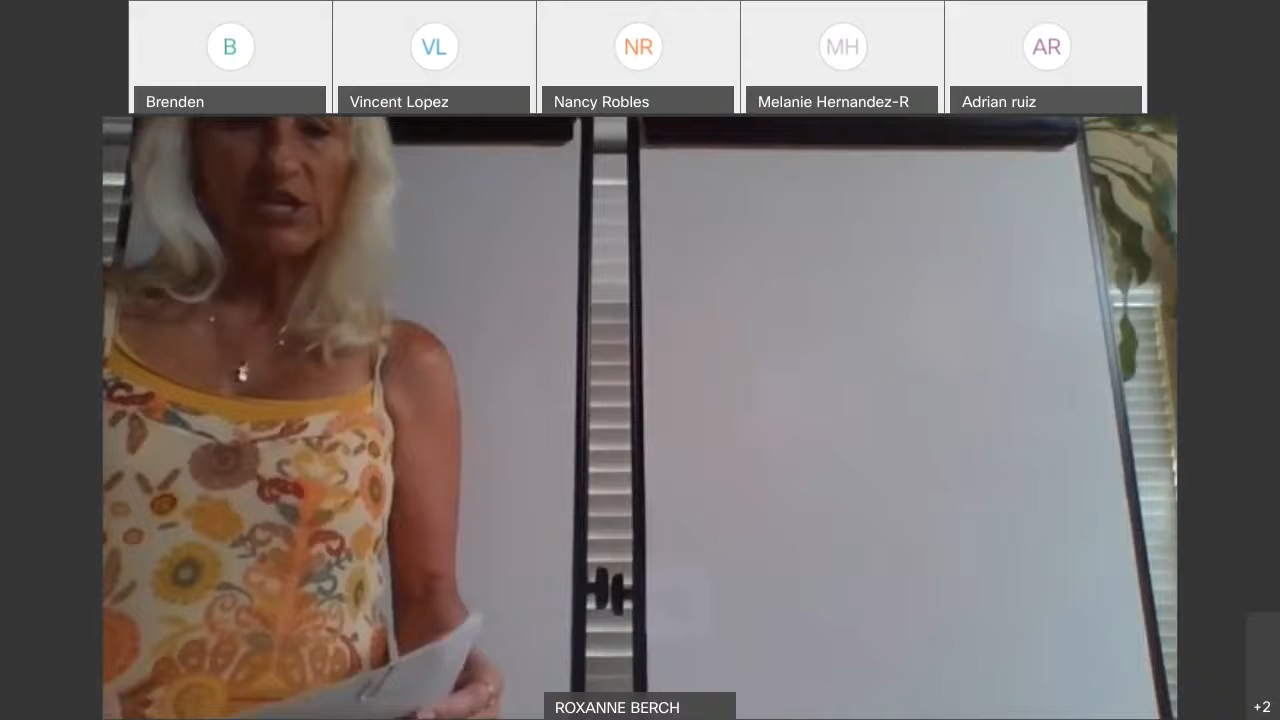 B
VL
NR
MH
AR
Brenden
Vincent Lopez
Nancy Robles
Melanie Hernandez-R
Adrian ruiz
ROXANNE BERCH
+2